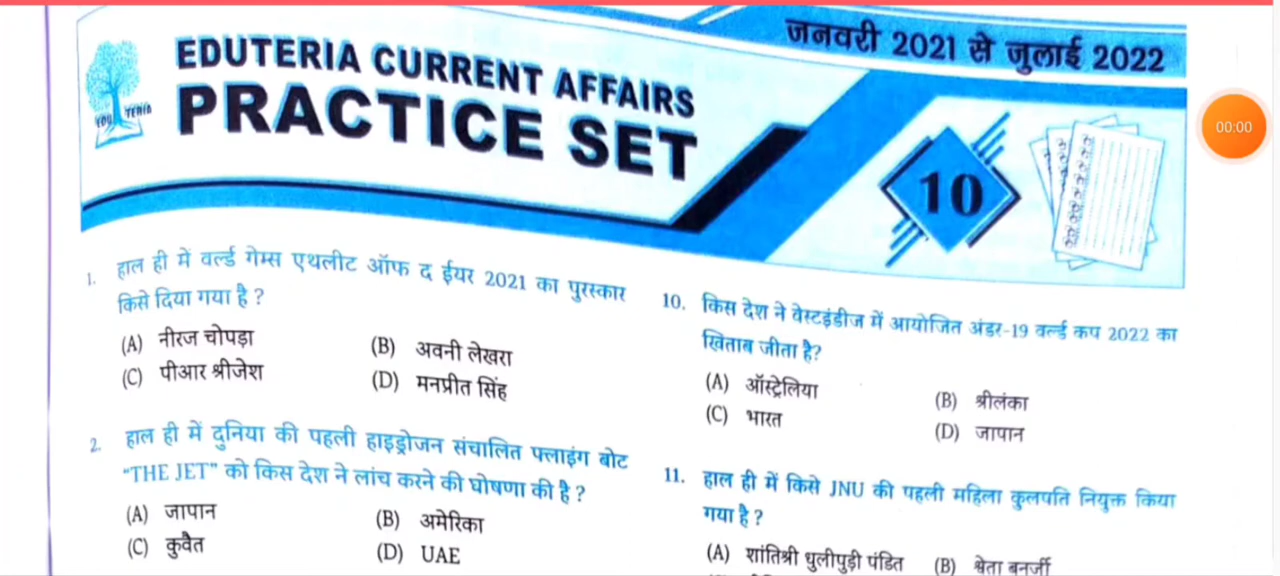 जनवरी 2021 से जुलाई 2022
EDUTERIA CURRENT AFFAIRS
PRACTICE SET
EDU TERIA
10
00:00
1. हाल ही में वर्ल्ड गेम्स एथलीट ऑफ द ईयर 2021 का पुरस्कार
किसे दिया गया है ?
(A) नीरज चोपड़ा
(B) अवनी लेखरा
(C) पीआर श्रीजेश
(D) मनप्रीत सिंह
2. हाल ही में दुनिया की पहली हाइड्रोजन संचालित फ्लाइंग बोट
“THE JET” को किस देश ने लांच करने की घोषणा की है ?
(A) जापान
(B) अमेरिका
(C) कुवैत
(D) UAE
10. किस देश ने वेस्टइंडीज में आयोजित अंडर-19 वर्ल्ड कप 2022 का
खिताब जीता है?
(A) ऑस्ट्रेलिया
(B) श्रीलंका
(C) भारत
(D) जापान
11. हाल ही में किसे JNU की पहली महिला कुलपति नियुक्त किया
गया है ?
(A) शांतिश्री धुलीपुड़ी पंडित
(B) श्वेता बनर्जी